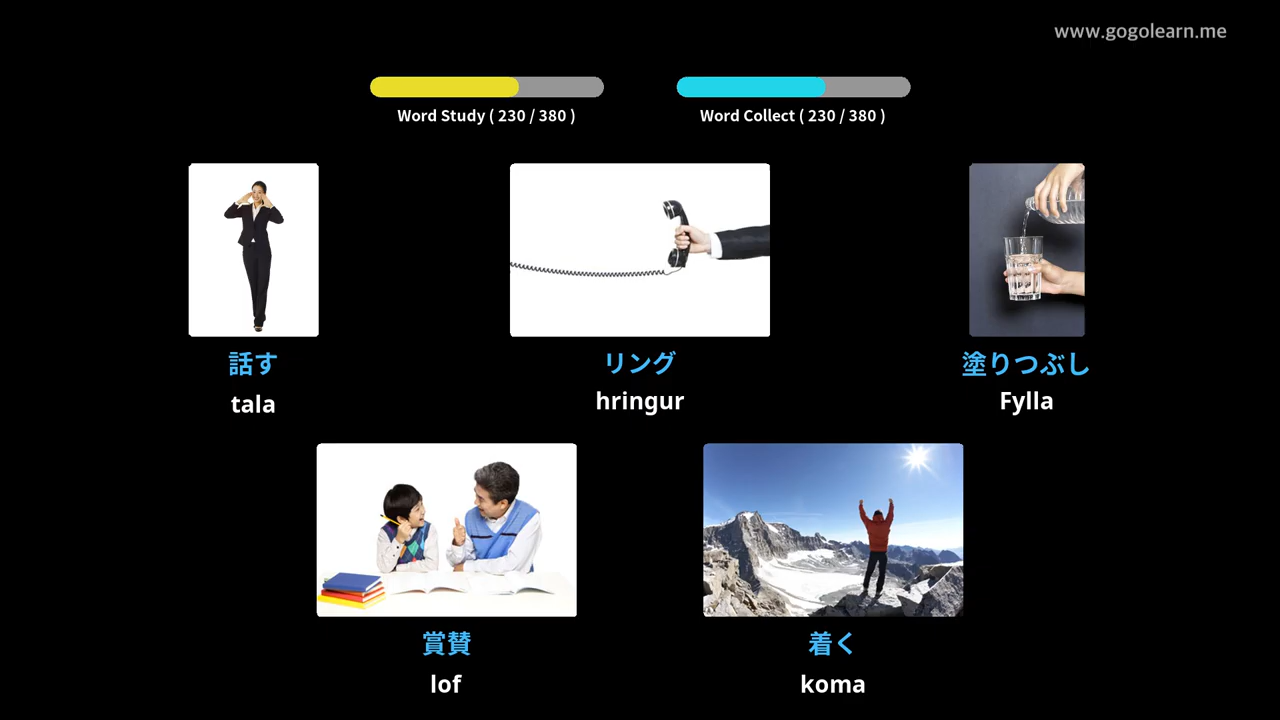 www.gogolearn.me
Word Study ( 230 / 380 )
Word Collect ( 230 / 380 )
話す
tala
リング
hringur
塗りつぶし
Fylla
賞賛
lof
着く
koma